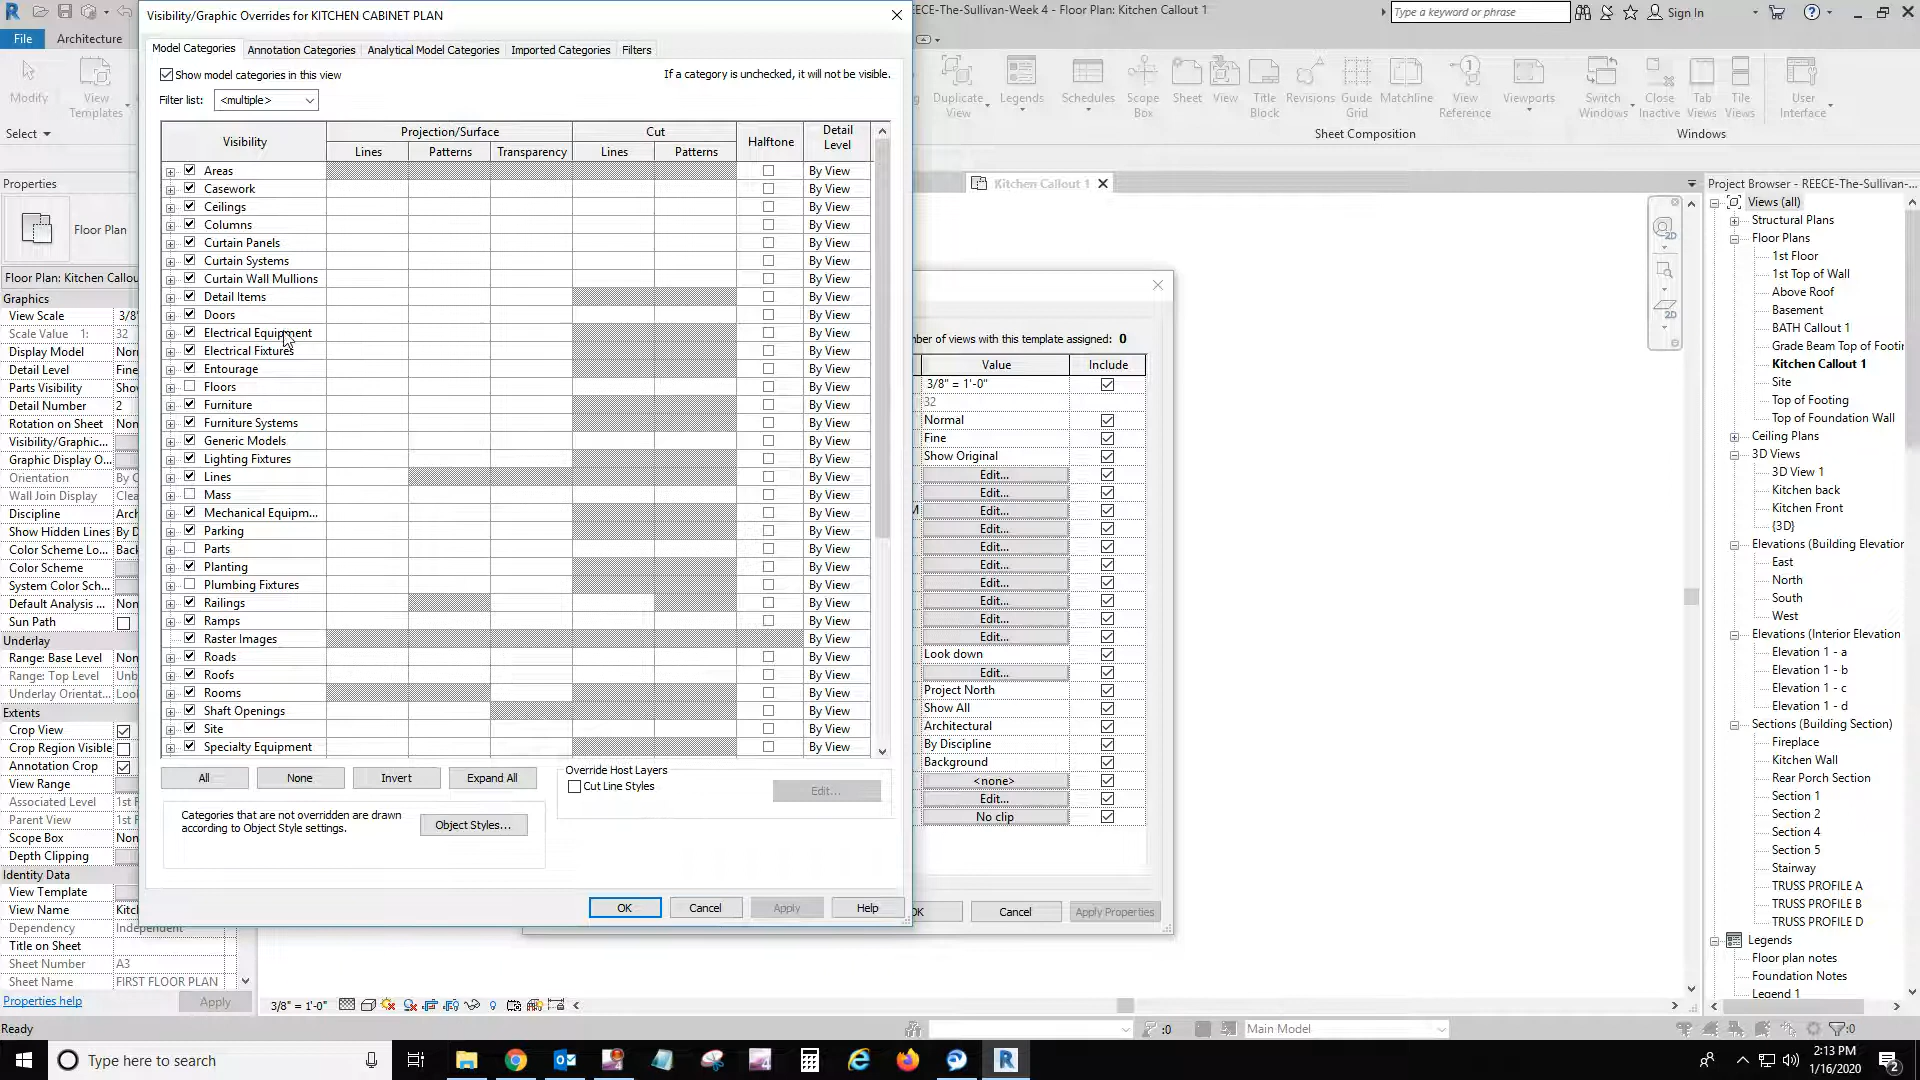 Visibility/Graphic Overrides for KITCHEN CABINET PLAN
REECE-The-Sullivan-Week 4 - Floor Plan: Kitchen Callout 1
Type a keyword or phrase
Sign In
File
Architecture
Model Categories
Annotation Categories
Analytical Model Categories
Imported Categories
Filters
Show model categories in this view
If a category is unchecked, it will not be visible.
Filter list:
<multiple>
Modify
View
Templates
Select
Duplicate
View
Legends
Schedules
Scope
Box
Sheet
View
Title
Block
Revisions
Guide
Grid
Matchline
View
Reference
Viewports
Switch
Windows
Close
Inactive
Tab
Views
Tile
Views
User
Interface
Sheet Composition
Windows
Visibility
Projection/Surface
Cut
Halftone
Detail
Level
Lines
Patterns
Transparency
Lines
Patterns
Areas By View
Casework By View
Ceilings By View
Columns By View
Curtain Panels By View
Curtain Systems By View
Curtain Wall Mullions By View
Detail Items By View
Doors By View
Electrical Equipment By View
Electrical Fixtures By View
Entourage By View
Floors By View
Furniture By View
Furniture Systems By View
Generic Models By View
Lighting Fixtures By View
Lines By View
Mass By View
Mechanical Equipm... By View
Parking By View
Parts By View
Planting By View
Plumbing Fixtures By View
Railings By View
Ramps By View
Raster Images By View
Roads By View
Roofs By View
Rooms By View
Shaft Openings By View
Site By View
Specialty Equipment By View
All
None
Invert
Expand All
Override Host Layers
Cut Line Styles
Edit...
Categories that are not overridden are drawn
according to Object Style settings.
Object Styles...
OK
Cancel
Apply
Help
Properties
Floor Plan
Floor Plan: Kitchen Callou
Graphics
View Scale 3/8"
Scale Value 1: 32
Display Model Nor
Detail Level Fine
Parts Visibility Sho
Detail Number 2
Rotation on Sheet Non
Visibility/Graphic...
Graphic Display O...
Orientation By D
Wall Join Display Clea
Discipline Arch
Show Hidden Lines By D
Color Scheme Lo... Back
Color Scheme
System Color Sch...
Default Analysis ... Non
Sun Path
Underlay
Range: Base Level Non
Range: Top Level Unb
Underlay Orientat... Look
Extents
Crop View
Crop Region Visible
Annotation Crop
View Range
Associated Level 1st F
Parent View 1st F
Scope Box Non
Depth Clipping
Identity Data
View Template
View Name Kitcl
Dependency Independent
Title on Sheet
Sheet Number A3
Sheet Name FIRST FLOOR PLAN
Properties help
Apply
Kitchen Callout 1
mber of views with this template assigned: 0
Value
Include
3/8" = 1'-0"
32
Normal
Fine
Show Original
Edit...
Edit...
Edit...
Edit...
Edit...
Edit...
Edit...
Edit...
Edit...
Edit...
Look down
Edit...
Project North
Show All
Architectural
By Discipline
Background
<none>
Edit...
No clip
OK
Cancel
Apply Properties
Project Browser - REECE-The-Sullivan-...
Views (all)
Structural Plans
Floor Plans
1st Floor
1st Top of Wall
Above Roof
Basement
BATH Callout 1
Grade Beam Top of Footin
Kitchen Callout 1
Site
Top of Footing
Top of Foundation Wall
Ceiling Plans
3D Views
3D View 1
Kitchen back
Kitchen Front
{3D}
Elevations (Building Elevation
East
North
South
West
Elevations (Interior Elevation
Elevation 1 - a
Elevation 1 - b
Elevation 1 - c
Elevation 1 - d
Sections (Building Section)
Fireplace
Kitchen Wall
Rear Porch Section
Section 1
Section 2
Section 4
Section 5
Stairway
TRUSS PROFILE A
TRUSS PROFILE B
TRUSS PROFILE D
Legends
Floor plan notes
Foundation Notes
Legend 1
3/8" = 1'-0"
Ready
:0
Main Model
:0
Type here to search
2:13 PM
1/16/2020